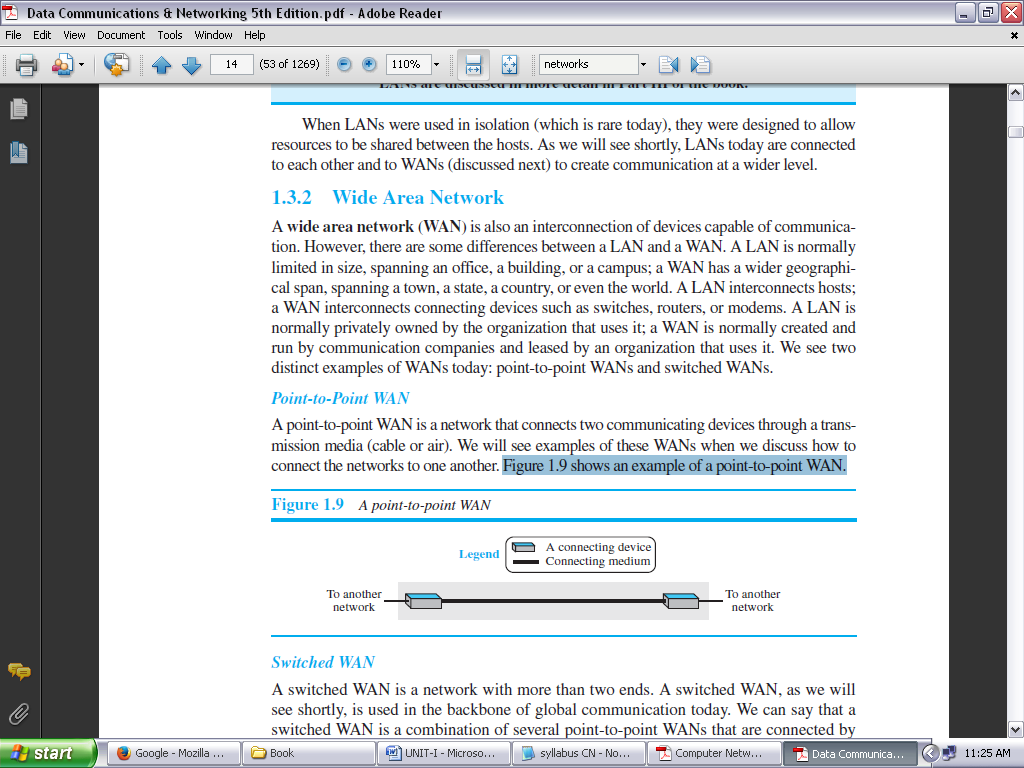 Data Communications & Networking 5th Edition.pdf - Adobe Reader
File Edit View Document Tools Window Help
14 (53 of 1269) 110% networks
LANs are discussed in more detail in Part III of the book.
When LANs were used in isolation (which is rare today), they were designed to allow
resources to be shared between the hosts. As we will see shortly, LANs today are connected
to each other and to WANs (discussed next) to create communication at a wider level.
1.3.2 Wide Area Network
A wide area network (WAN) is also an interconnection of devices capable of communica-
tion. However, there are some differences between a LAN and a WAN. A LAN is normally
limited in size, spanning an office, a building, or a campus; a WAN has a wider geographi-
cal span, spanning a town, a state, a country, or even the world. A LAN interconnects hosts;
a WAN interconnects connecting devices such as switches, routers, or modems. A LAN is
normally privately owned by the organization that uses it; a WAN is normally created and
run by communication companies and leased by an organization that uses it. We see two
distinct examples of WANs today: point-to-point WANs and switched WANs.
Point-to-Point WAN
A point-to-point WAN is a network that connects two communicating devices through a trans-
mission media (cable or air). We will see examples of these WANs when we discuss how to
connect the networks to one another. Figure 1.9 shows an example of a point-to-point WAN.
Figure 1.9 A point-to-point WAN
Legend
A connecting device
Connecting medium
To another
network
To another
network
Switched WAN
A switched WAN is a network with more than two ends. A switched WAN, as we will
see shortly, is used in the backbone of global communication today. We can say that a
switched WAN is a combination of several point-to-point WANs that are connected by
start Google - Mozilla ... Book UNIT-I - Microso... syllabus CN - No... Computer Netw... Data Communica... 11:25 AM